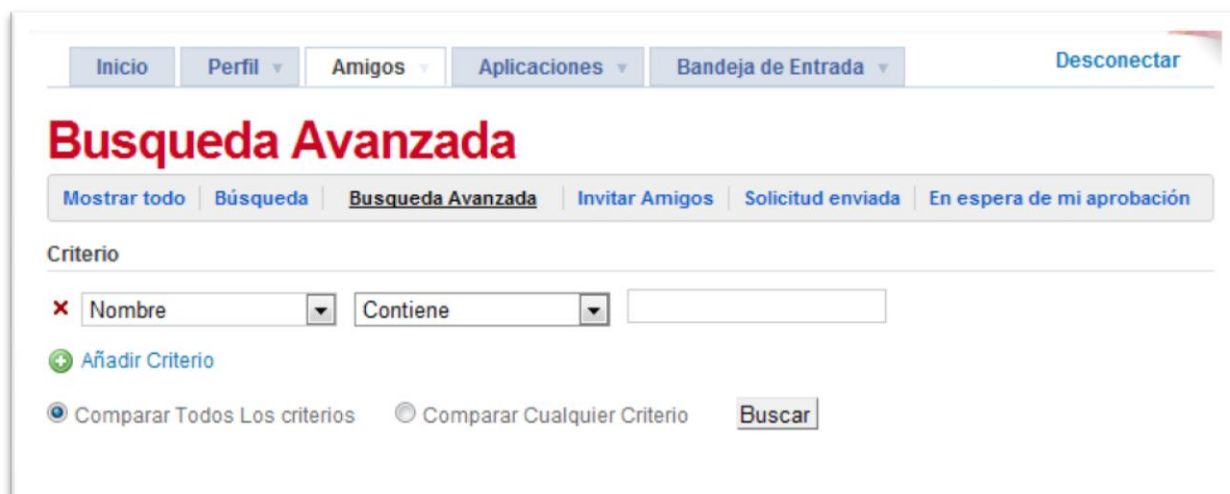 Inicio Perfil Amigos Aplicaciones Bandeja de Entrada Desconectar
Busqueda Avanzada
Mostrar todo Búsqueda Busqueda Avanzada Invitar Amigos Solicitud enviada En espera de mi aprobación
Criterio
Nombre Contiene
Añadir Criterio
Comparar Todos Los criterios Comparar Cualquier Criterio Buscar